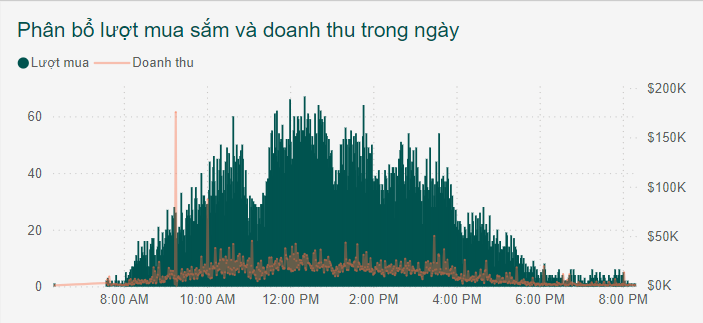 Phân bổ lượt mua sắm và doanh thu trong ngày
Lượt mua Doanh thu
$200K
60
$150K
40
$100K
20
$50K
0
$0K
8:00 AM 10:00 AM 12:00 PM 2:00 PM 4:00 PM 6:00 PM 8:00 PM